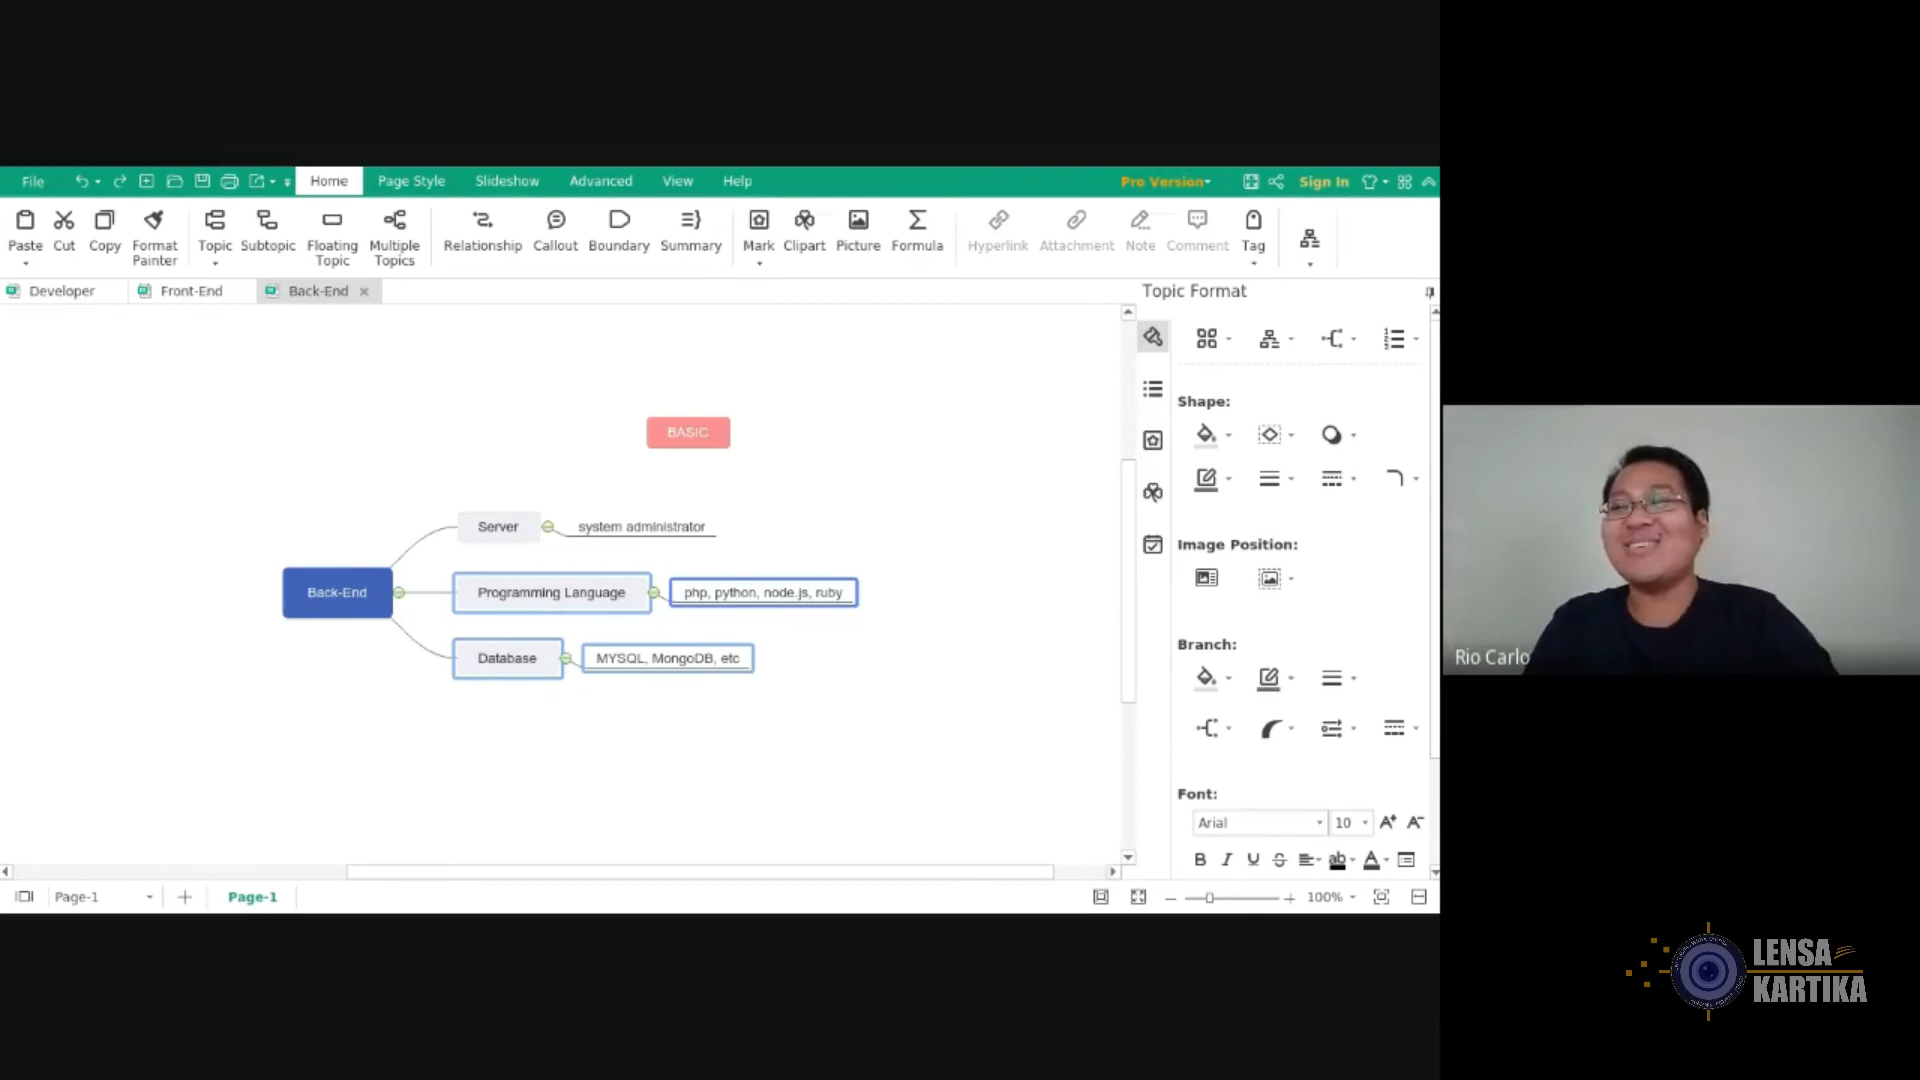 File Home Page Style Slideshow Advanced View Help Pro Version Sign In
Paste Cut Copy Format Painter Topic Subtopic Floating Topic Multiple Topics Relationship Callout Boundary Summary Mark Clipart Picture Formula Hyperlink Attachment Note Comment Tag
Developer Front-End Back-End
Topic Format
BASIC
Server system administrator
Back-End Programming Language php, python, node.js, ruby
Database MYSQL, MongoDB, etc
Shape:
Image Position:
Branch:
Font:
Arial 10 A+ A-
B I U S ab A
Page-1 Page-1 100%
Rio Carlo
LENSA
KARTIKA